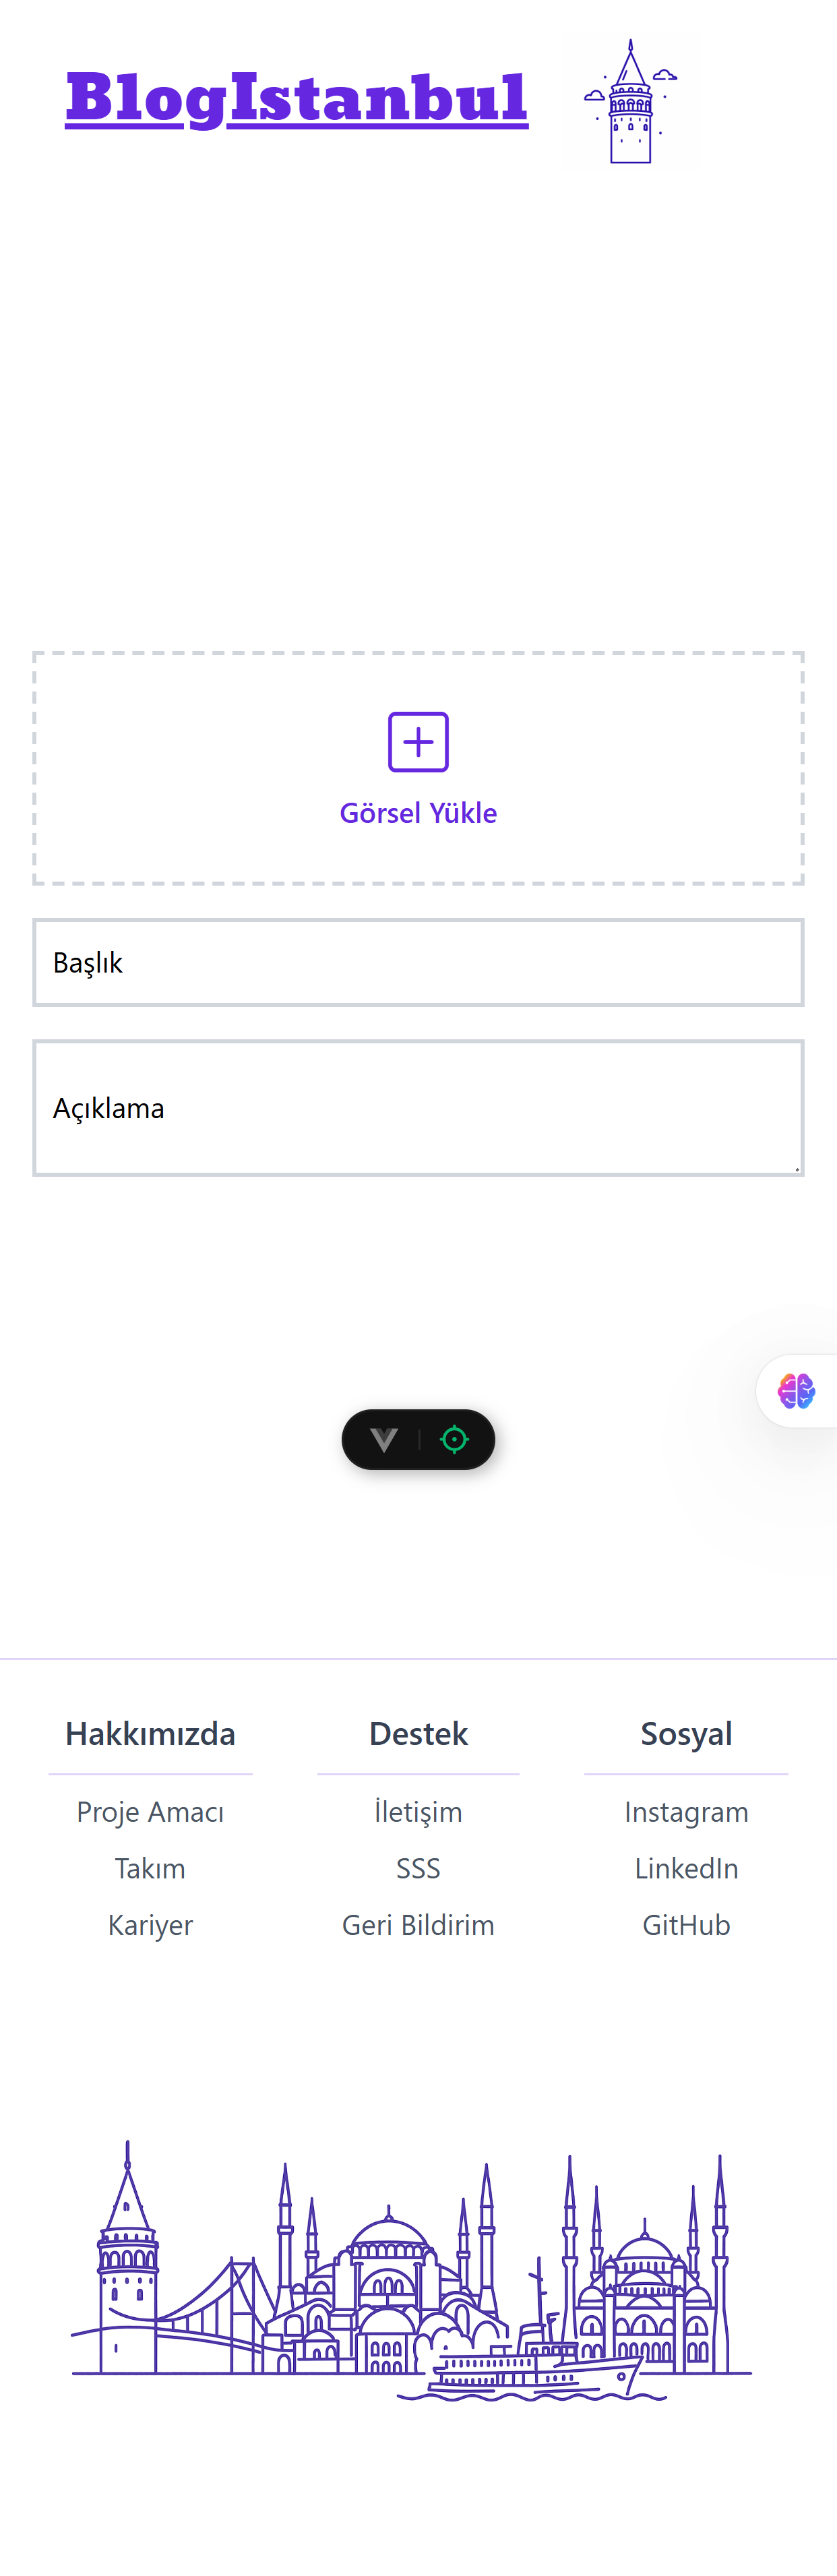 BlogIstanbul
Görsel Yükle
Başlık
Açıklama
Hakkımızda
Proje Amacı
Takım
Kariyer
Destek
İletişim
SSS
Geri Bildirim
Sosyal
Instagram
LinkedIn
GitHub